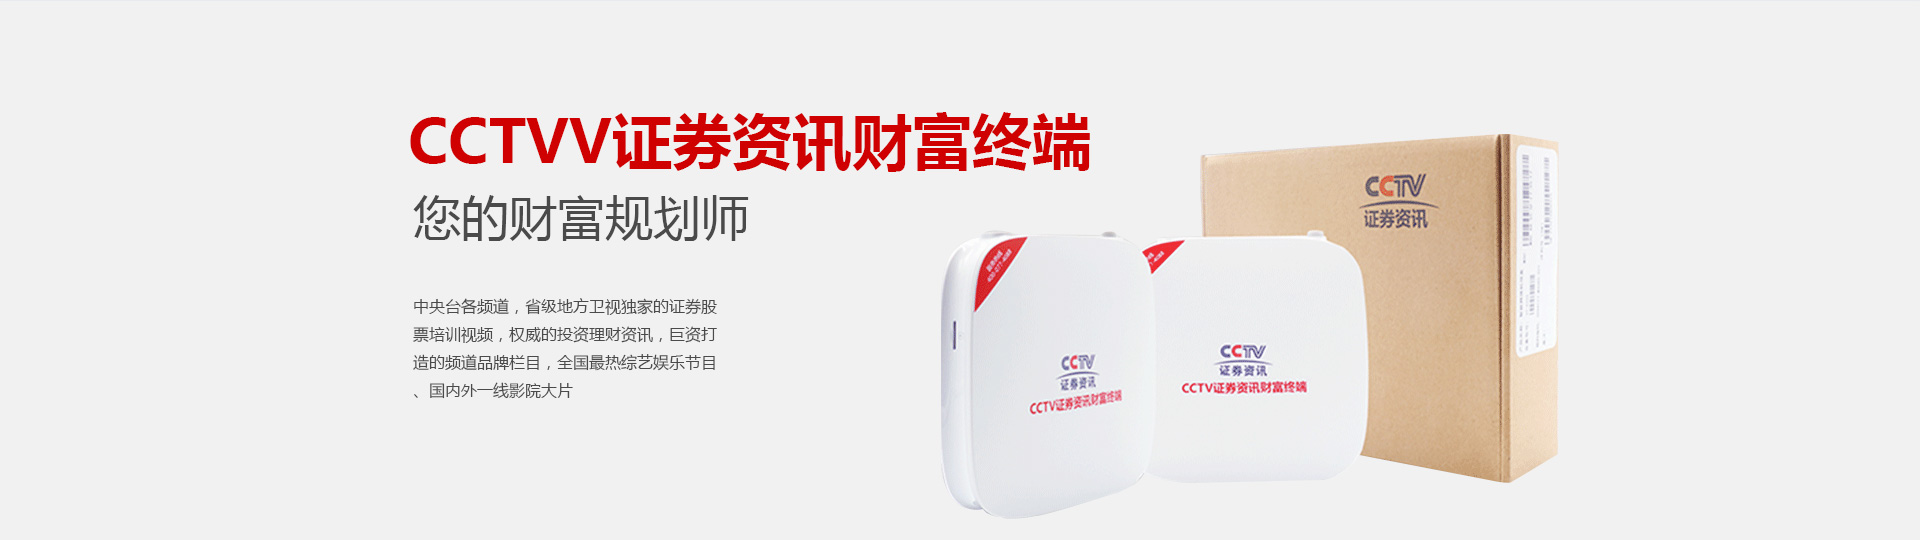 CCTVV证券资讯财富终端
您的财富规划师
中央台各频道，省级地方卫视独家的证券股
票培训视频，权威的投资理财资讯，巨资打
造的频道品牌栏目，全国最热综艺娱乐节目
、国内外一线影院大片
CCTV
证券资讯
CCTV证券资讯财富终端
CCTV
证券资讯
CCTV证券资讯财富终端
CCTV
证券资讯